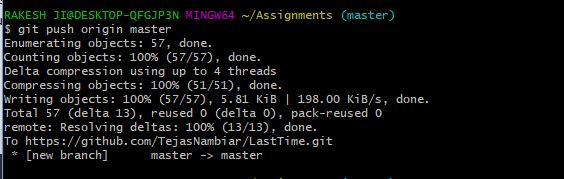 RAKESH JI@DESKTOP-QFGJP3N MINGW64 ~/Assignments (master)
$ git push origin master
Enumerating objects: 57, done.
Counting objects: 100% (57/57), done.
Delta compression using up to 4 threads
Compressing objects: 100% (51/51), done.
Writing objects: 100% (57/57), 5.81 KiB | 198.00 KiB/s, done.
Total 57 (delta 13), reused 0 (delta 0), pack-reused 0
remote: Resolving deltas: 100% (13/13), done.
To https://github.com/TejasNambiar/LastTime.git
 * [new branch]      master -> master